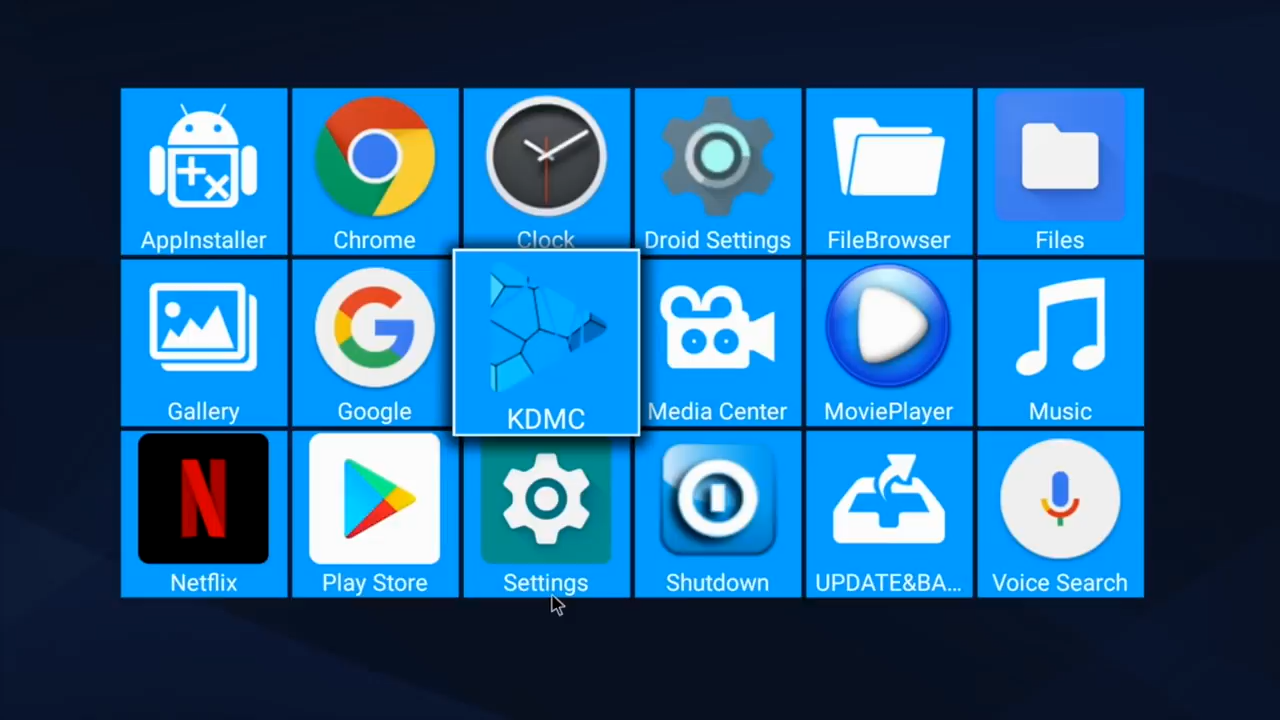 AppInstaller
Chrome
Clock
Droid Settings
FileBrowser
Files
Gallery
Google
KDMC
Media Center
MoviePlayer
Music
Netflix
Play Store
Settings
Shutdown
UPDATE&BA...
Voice Search